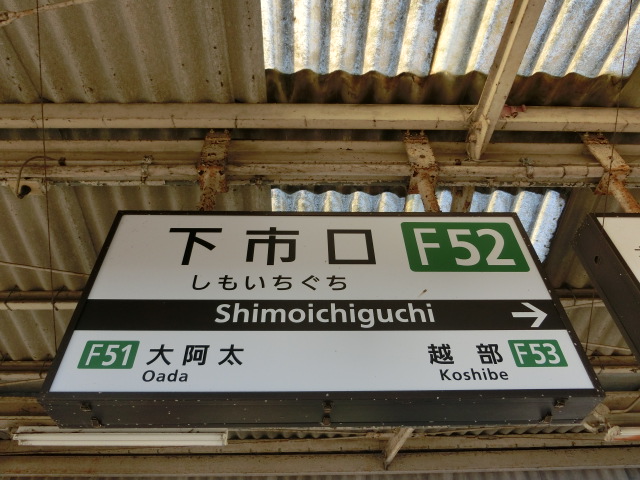 下市口 F52
しもいちぐち
Shimoichiguchi →
F51 大阿太 越部 F53
Oada Koshibe